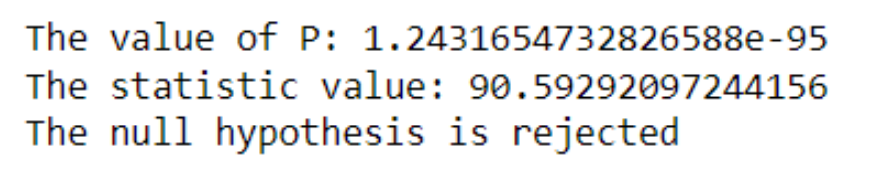 The value of P: 1.2431654732826588e-95
The statistic value: 90.59292097244156
The null hypothesis is rejected